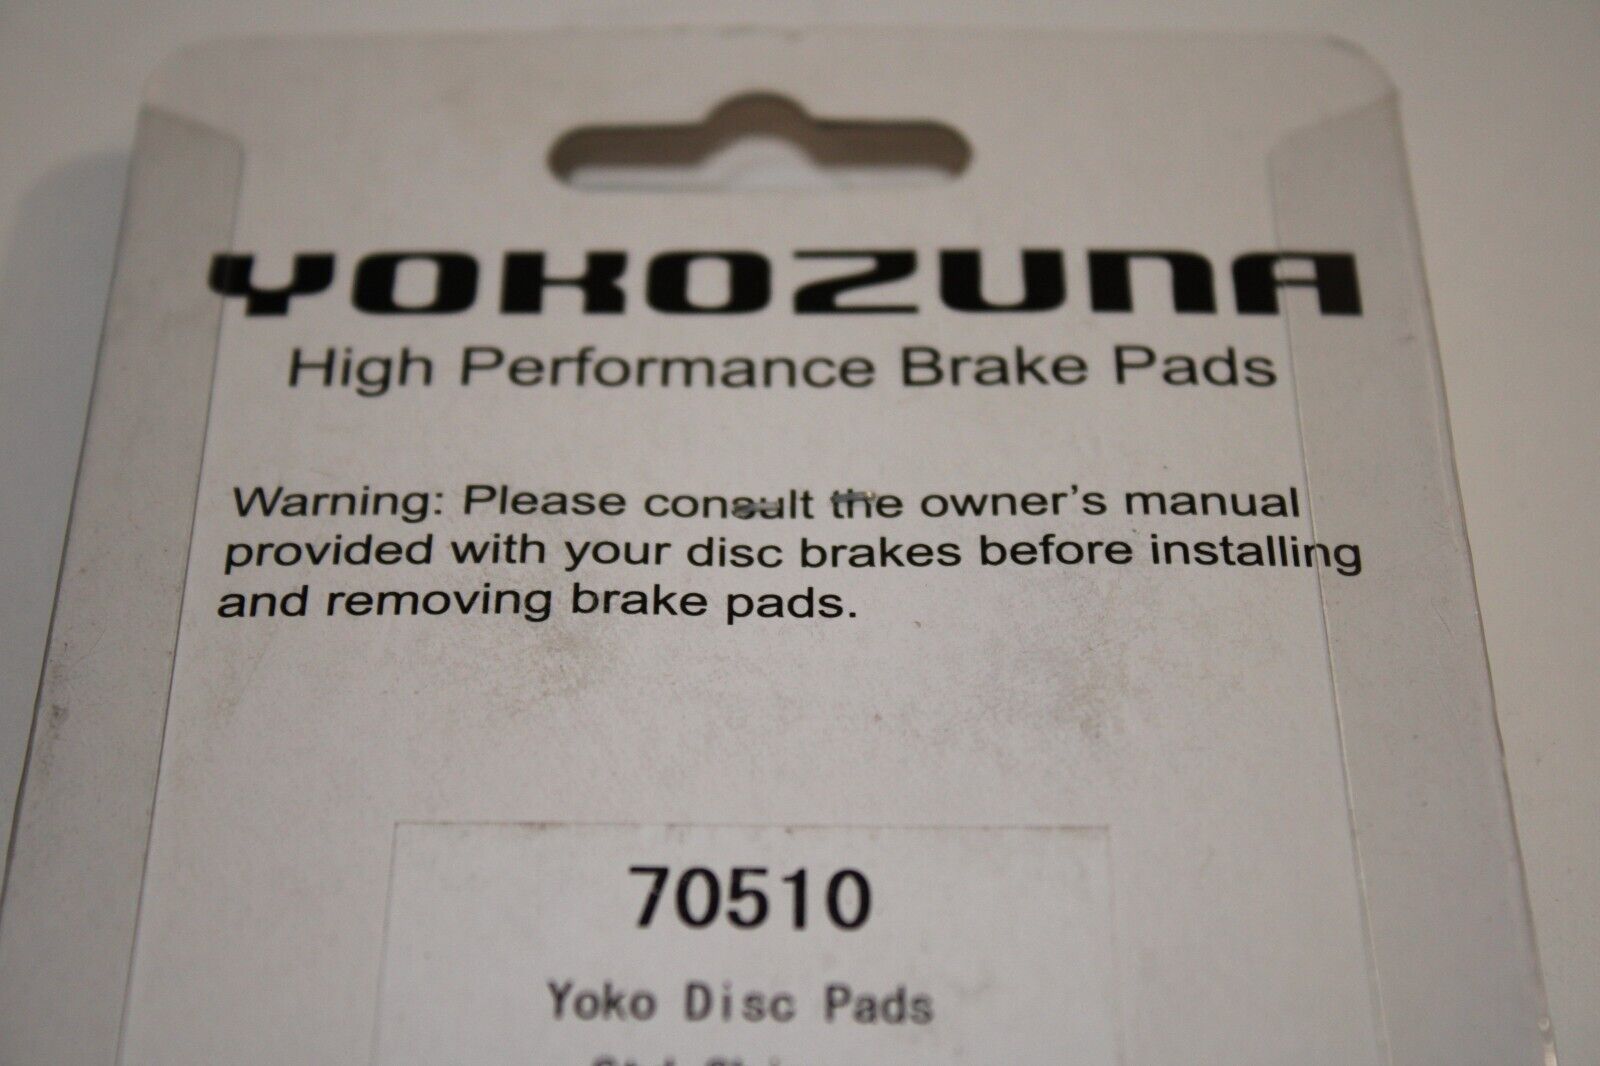 YOKOZUNA
High Performance Brake Pads
Warning: Please consult the owner's manual
provided with your disc brakes before installing
and removing brake pads.
70510
Yoko Disc Pads